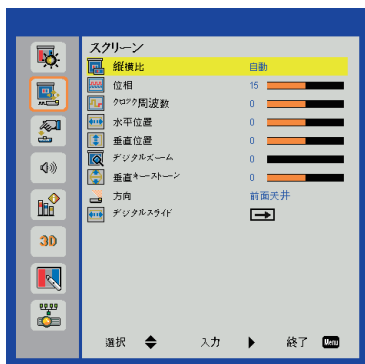 スクリーン
縦横比 自動
位相 15
クロック周波数 0
水平位置 0
垂直位置 0
デジタルズーム 0
垂直キーストーン 0
方向 前面天井
デジタルスライド
3D
選択 入力 終了 Menu